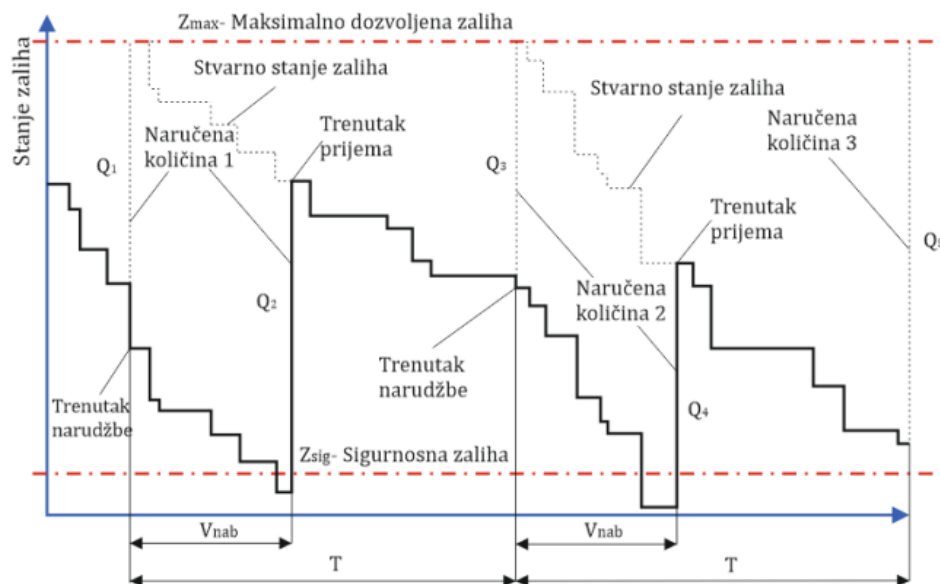 Zmax- Maksimalno dozvoljena zaliha
Stanje zaliha
Stvarno stanje zaliha
Naručena
količina 1
Q1
Trenutak
prijema
Q2
Trenutak
narudžbe
Zsig- Sigurnosna zaliha
Q3
Stvarno stanje zaliha
Naručena
količina 3
Trenutak
prijema
Naručena
količina 2
Trenutak
narudžbe
Q4
Vnab
Vnab
T
T